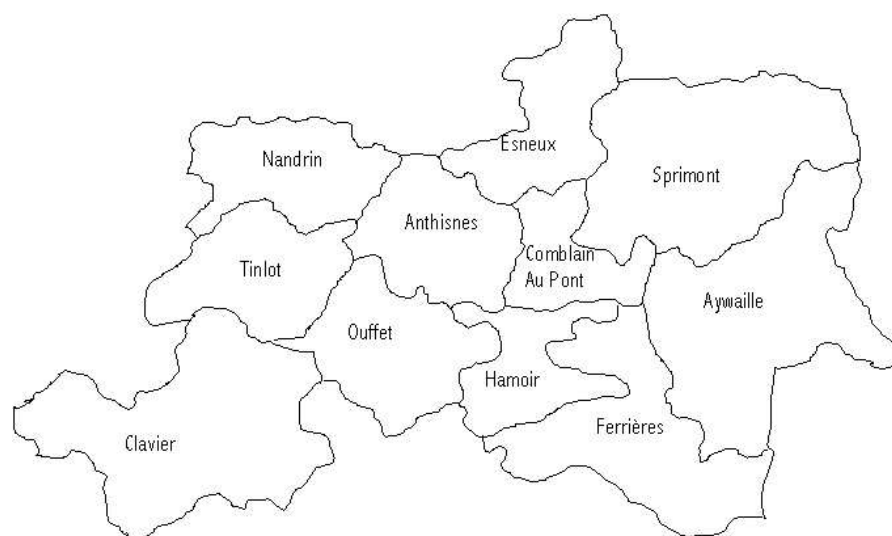 Esneux
Nandrin
Sprimont
Anthisnes
Comblain
Au Pont
Tinlot
Aywaille
Ouffet
Hamoir
Ferrières
Clavier